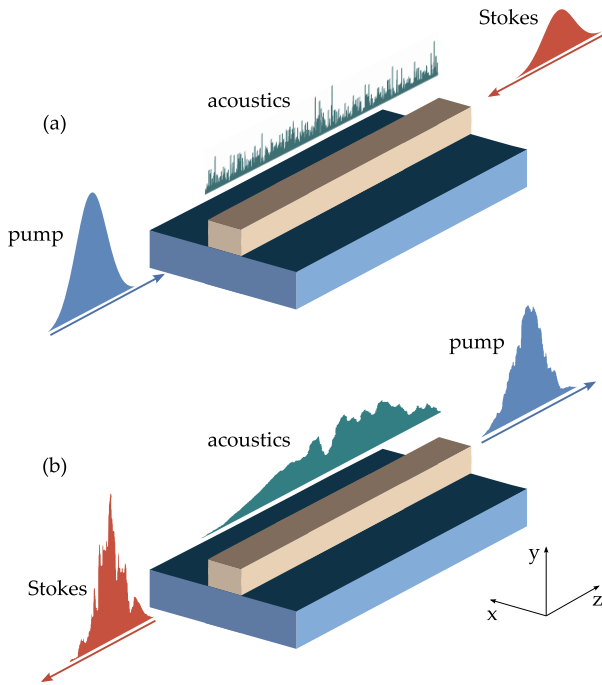 Stokes
acoustics
(a)
pump
pump
acoustics
(b)
Stokes
y
x
z